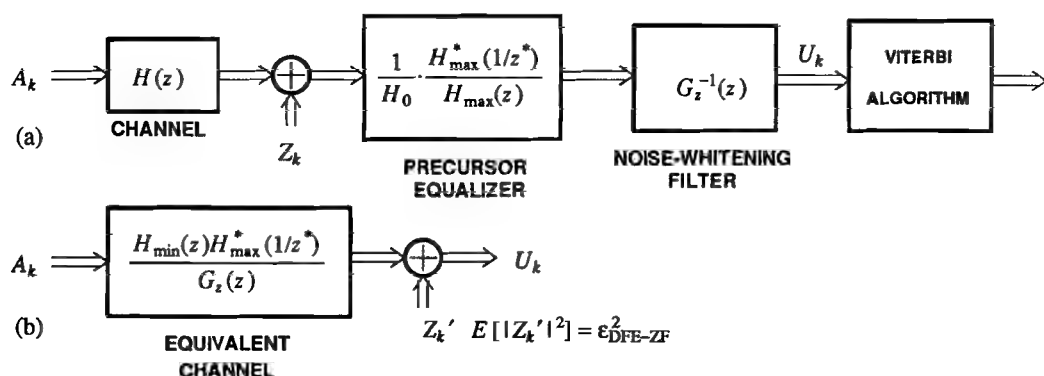 A_k
H(z)
CHANNEL
(a)
Z_k
1/H_0 · H*_max(1/z*)/H_max(z)
PRECURSOR
EQUALIZER
G_z^{-1}(z)
NOISE-WHITENING
FILTER
U_k
VITERBI
ALGORITHM
A_k
H_min(z)H*_max(1/z*)/G_z(z)
U_k
(b)
Z_k′ E[|Z_k′|^2] = ε^2_DFE–ZF
EQUIVALENT
CHANNEL